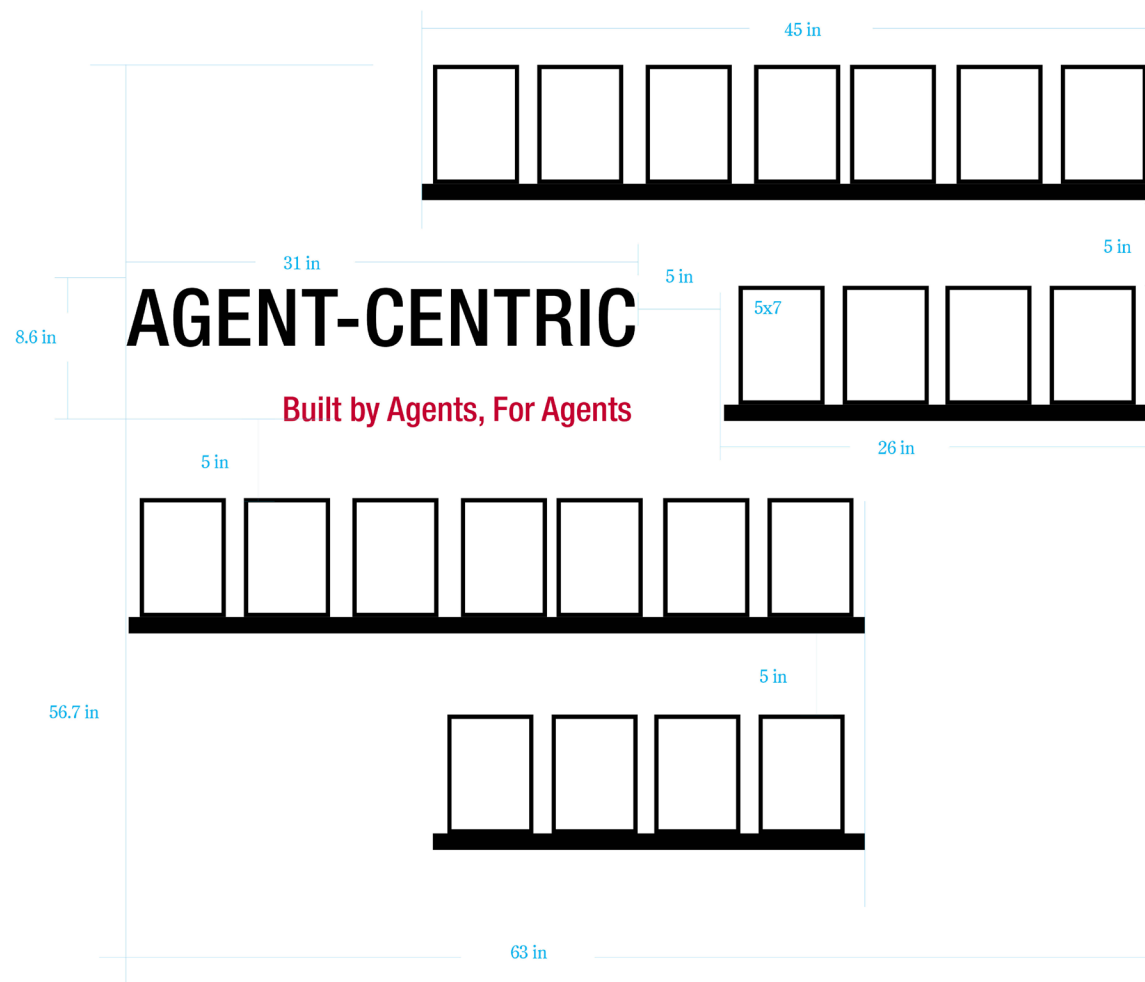 45 in
5 in
31 in
5 in
AGENT-CENTRIC
5x7
8.6 in
Built by Agents, For Agents
26 in
5 in
5 in
56.7 in
63 in